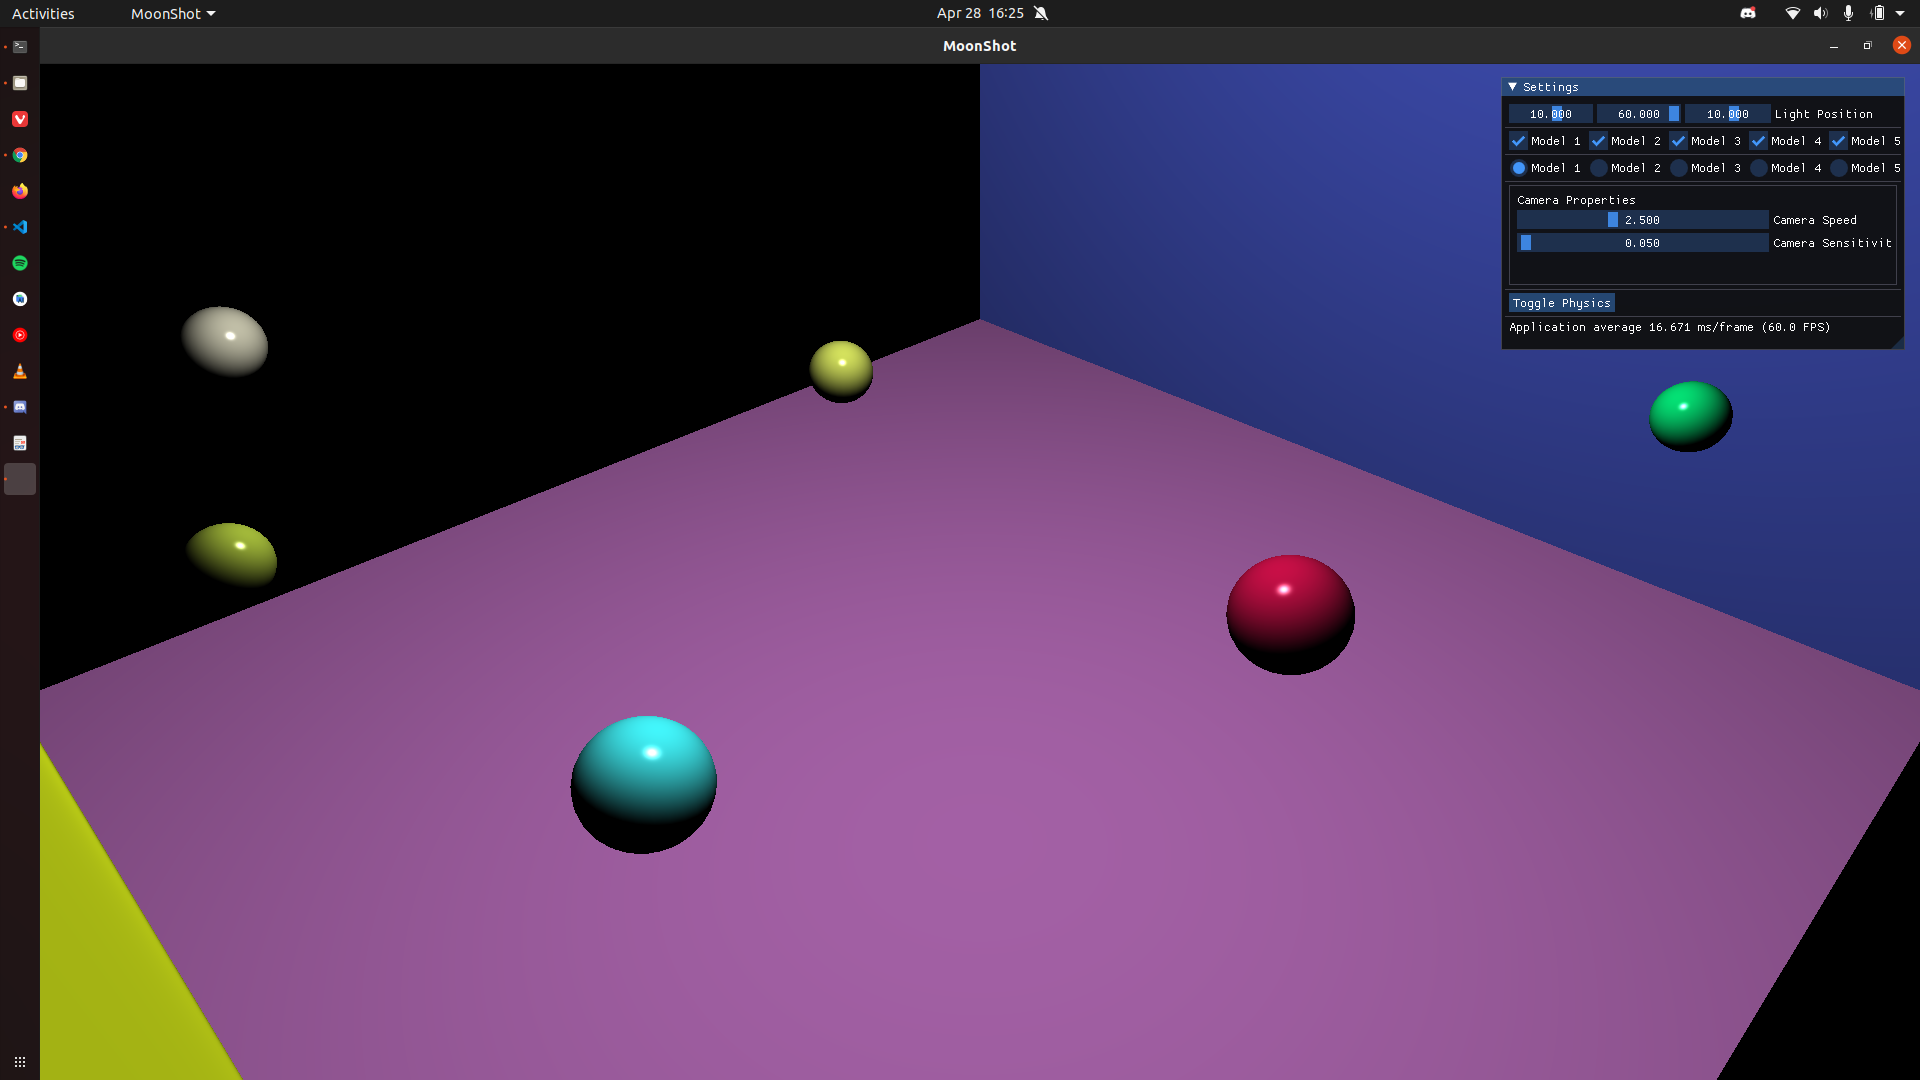 Activities MoonShot Apr 28 16:25
MoonShot
Settings
10.000 60.000 10.000 Light Position
Model 1 Model 2 Model 3 Model 4 Model 5
Model 1 Model 2 Model 3 Model 4 Model 5
Camera Properties
2.500 Camera Speed
0.050 Camera Sensitivit
Toggle Physics
Application average 16.671 ms/frame (60.0 FPS)